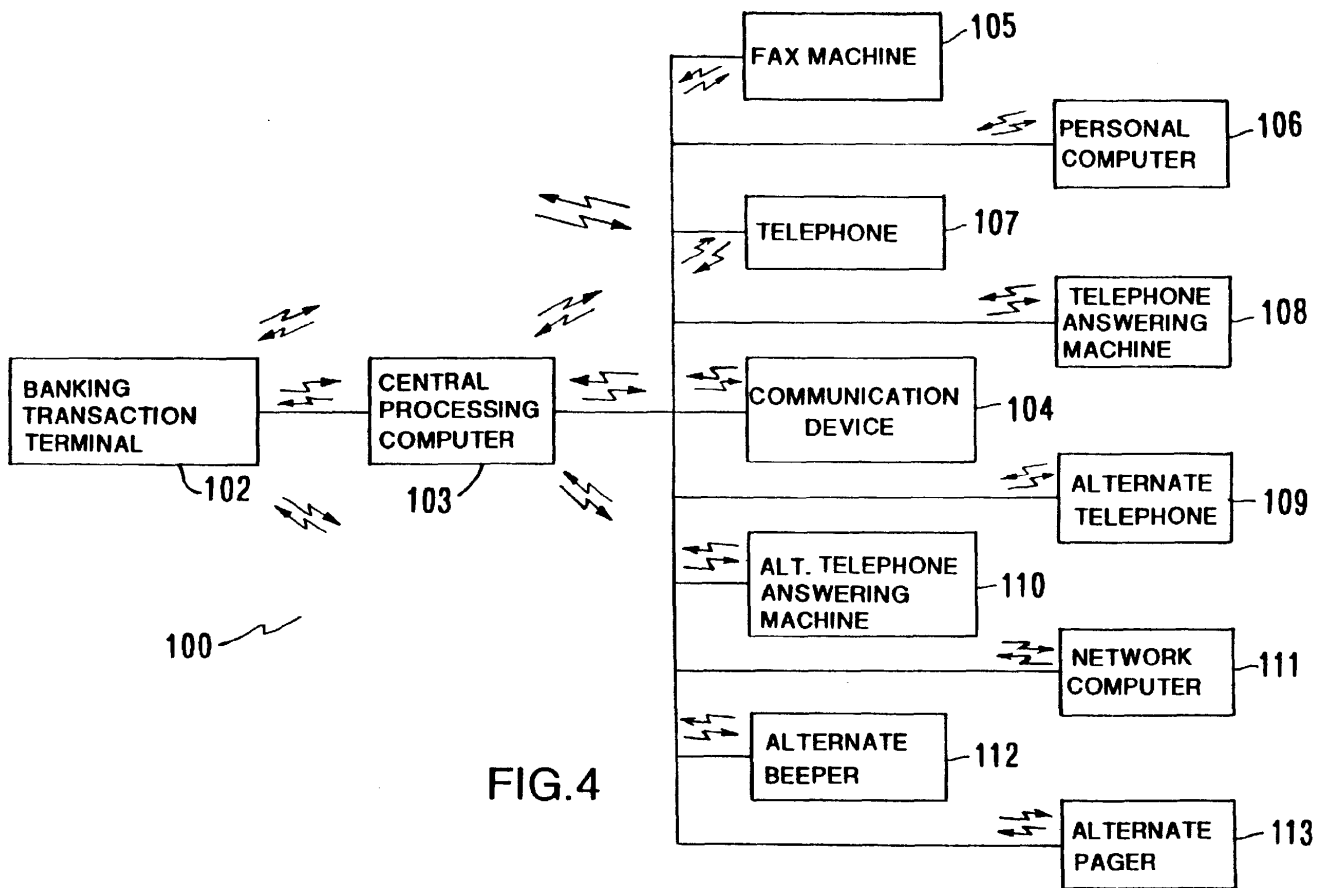 FAX MACHINE
105
PERSONAL
COMPUTER
106
TELEPHONE
107
TELEPHONE
ANSWERING
MACHINE
108
BANKING
TRANSACTION
TERMINAL
102
CENTRAL
PROCESSING
COMPUTER
103
COMMUNICATION
DEVICE
104
ALTERNATE
TELEPHONE
109
ALT. TELEPHONE
ANSWERING
MACHINE
110
100
NETWORK
COMPUTER
111
ALTERNATE
BEEPER
112
FIG.4
ALTERNATE
PAGER
113